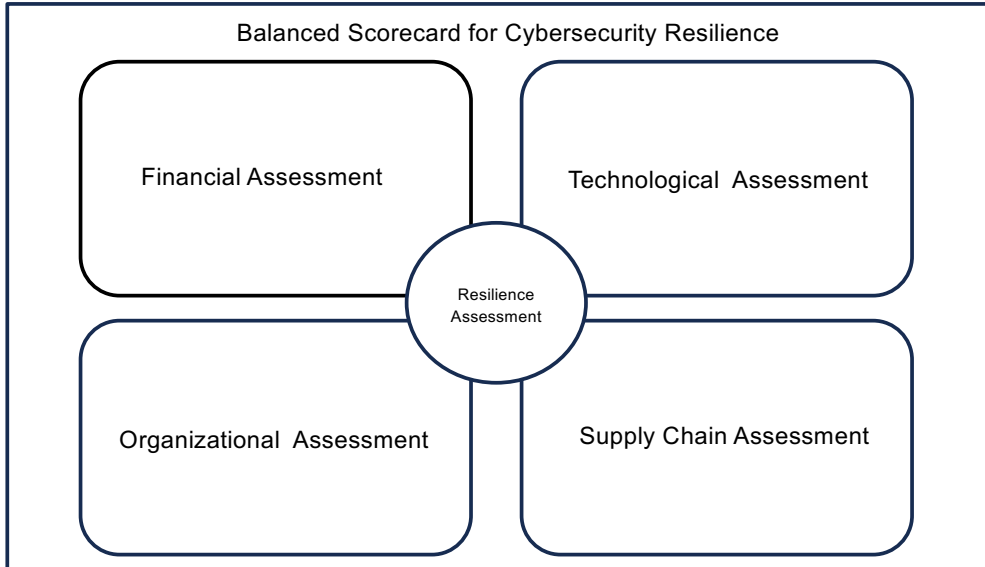 Balanced Scorecard for Cybersecurity Resilience
Financial Assessment
Technological Assessment
Resilience
Assessment
Organizational Assessment
Supply Chain Assessment